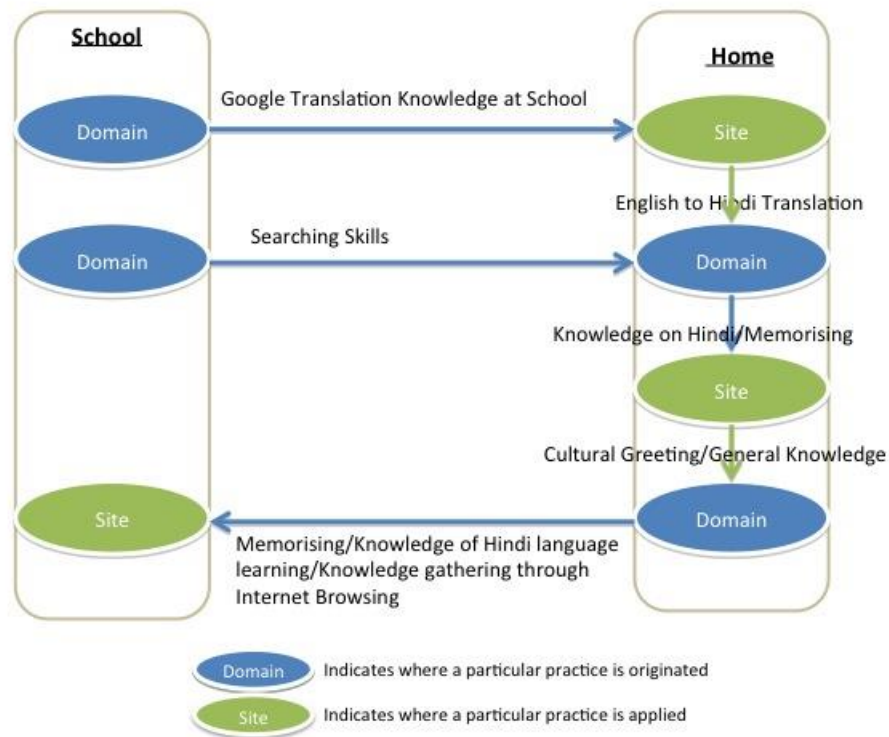 School
Home
Google Translation Knowledge at School
Domain
Site
English to Hindi Translation
Searching Skills
Domain
Domain
Knowledge on Hindi/Memorising
Site
Cultural Greeting/General Knowledge
Site
Domain
Memorising/Knowledge of Hindi language
learning/Knowledge gathering through
Internet Browsing
Domain
Indicates where a particular practice is originated
Site
Indicates where a particular practice is applied